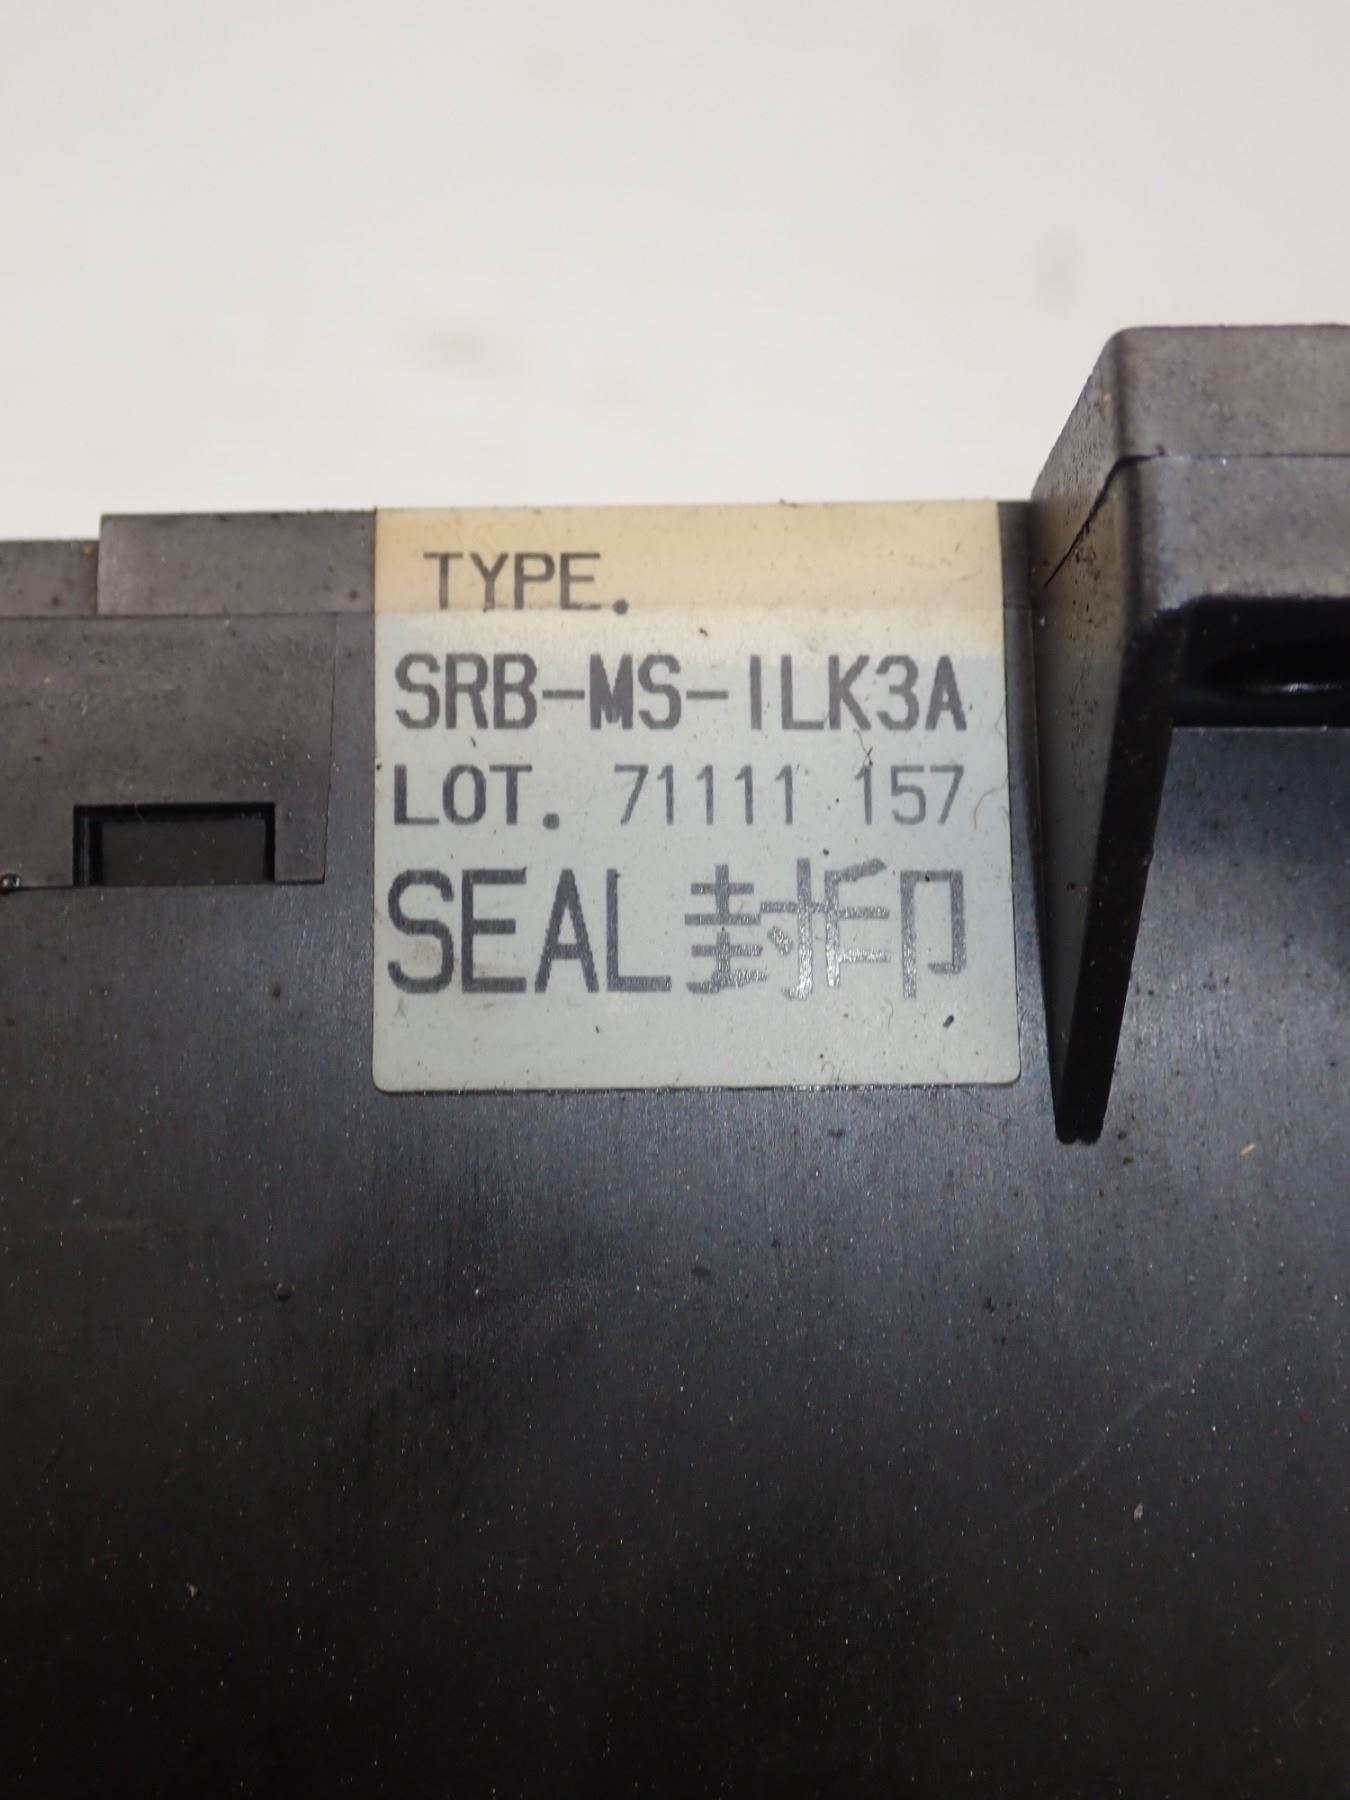 TYPE.
SRB-MS-ILK3A
LOT. 71111 157
SEAL封印